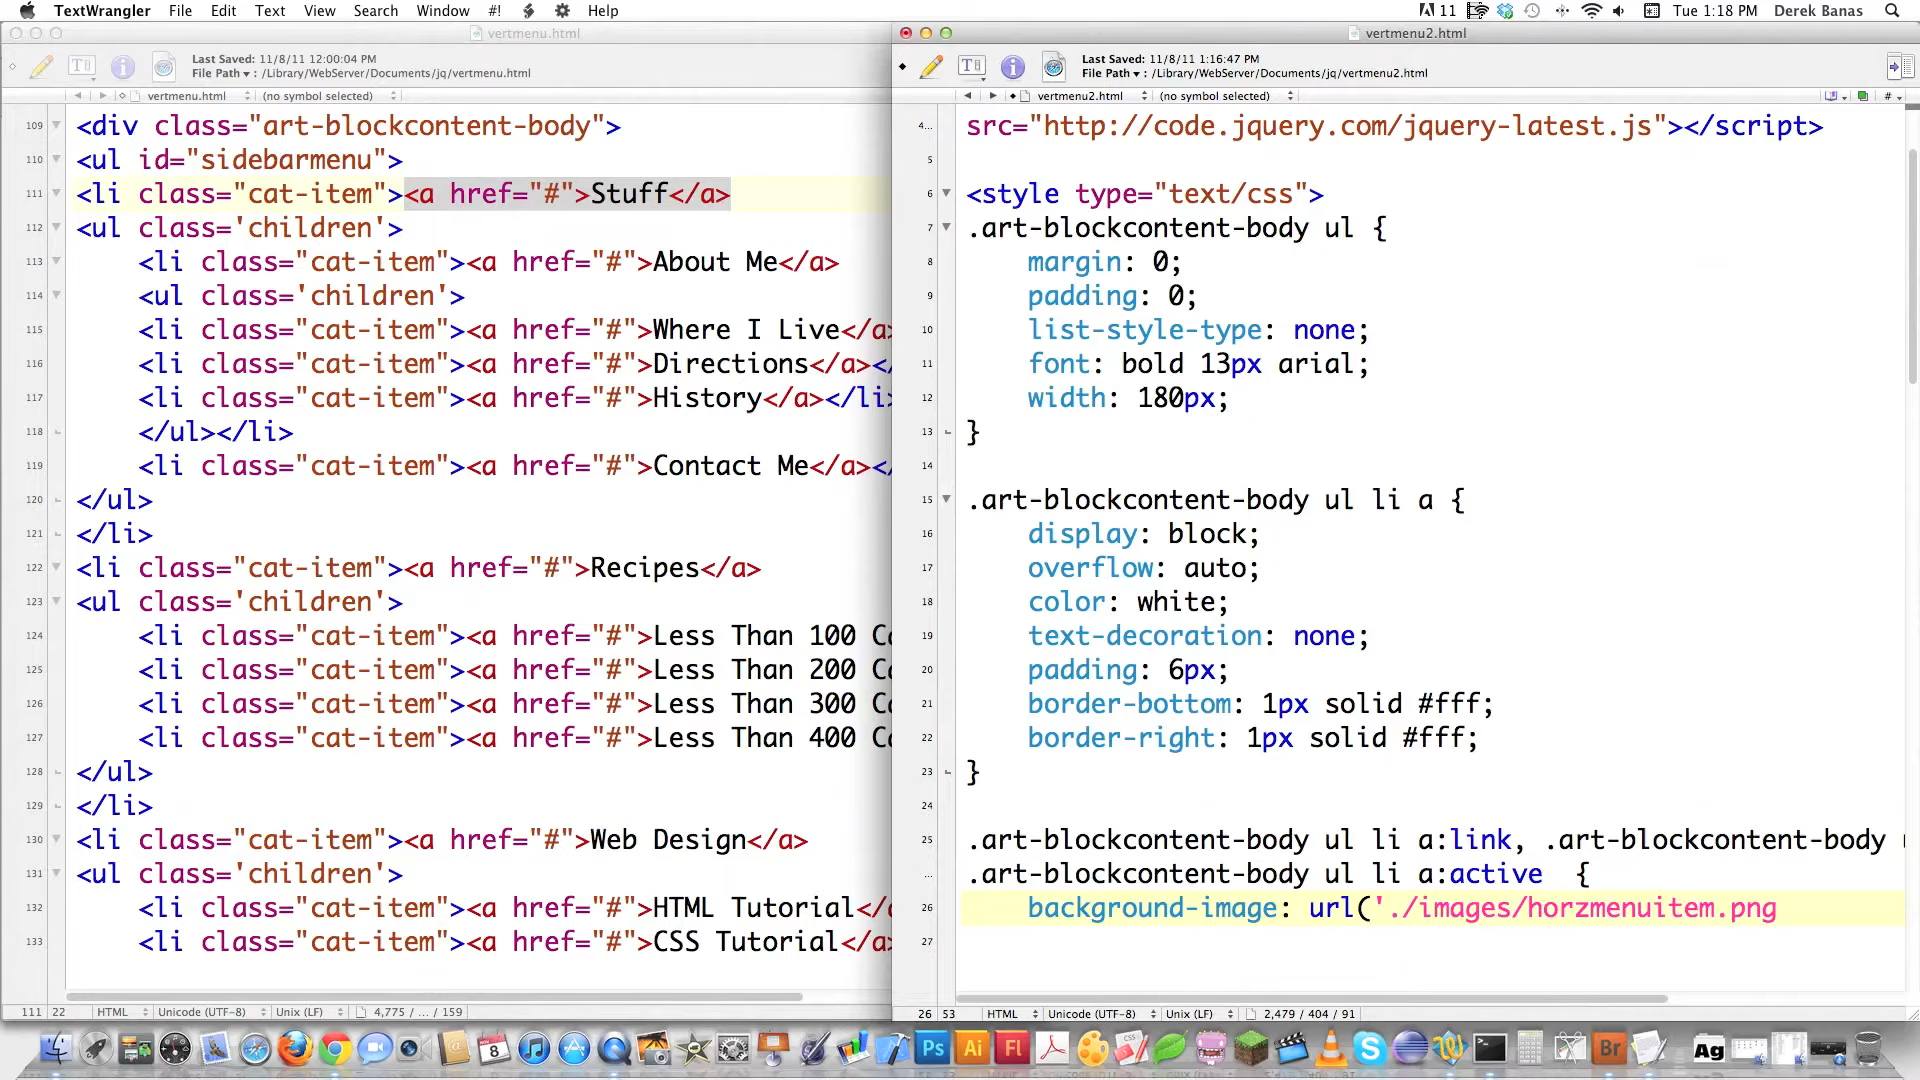 TextWrangler File Edit Text View Search Window #! Help
11 Tue 1:18 PM Derek Banas
vertmenu.html
Last Saved: 11/8/11 12:00:04 PM
File Path ▾ : /Library/WebServer/Documents/jq/vertmenu.html
vertmenu.html (no symbol selected)
109 <div class="art-blockcontent-body">
110 <ul id="sidebarmenu">
111 <li class="cat-item"><a href="#">Stuff</a>
112 <ul class='children'>
113 <li class="cat-item"><a href="#">About Me</a>
114 <ul class='children'>
115 <li class="cat-item"><a href="#">Where I Live</a>
116 <li class="cat-item"><a href="#">Directions</a><
117 <li class="cat-item"><a href="#">History</a></li>
118 </ul></li>
119 <li class="cat-item"><a href="#">Contact Me</a><
120 </ul>
121 </li>
122 <li class="cat-item"><a href="#">Recipes</a>
123 <ul class='children'>
124 <li class="cat-item"><a href="#">Less Than 100 Ca
125 <li class="cat-item"><a href="#">Less Than 200 Ca
126 <li class="cat-item"><a href="#">Less Than 300 Ca
127 <li class="cat-item"><a href="#">Less Than 400 Ca
128 </ul>
129 </li>
130 <li class="cat-item"><a href="#">Web Design</a>
131 <ul class='children'>
132 <li class="cat-item"><a href="#">HTML Tutorial</a
133 <li class="cat-item"><a href="#">CSS Tutorial</a>
111 22 HTML Unicode (UTF-8) Unix (LF) 4,775 / ... / 159
vertmenu2.html
Last Saved: 11/8/11 1:16:47 PM
File Path ▾ : /Library/WebServer/Documents/jq/vertmenu2.html
vertmenu2.html (no symbol selected) #
4... src="http://code.jquery.com/jquery-latest.js"></script>
5
6 <style type="text/css">
7 .art-blockcontent-body ul {
8 margin: 0;
9 padding: 0;
10 list-style-type: none;
11 font: bold 13px arial;
12 width: 180px;
13 }
14
15 .art-blockcontent-body ul li a {
16 display: block;
17 overflow: auto;
18 color: white;
19 text-decoration: none;
20 padding: 6px;
21 border-bottom: 1px solid #fff;
22 border-right: 1px solid #fff;
23 }
24
25 .art-blockcontent-body ul li a:link, .art-blockcontent-body
... .art-blockcontent-body ul li a:active {
26 background-image: url('./images/horzmenuitem.png
27
26 53 HTML Unicode (UTF-8) Unix (LF) 2,479 / 404 / 91
8 Ps Ai Fl Br Ag